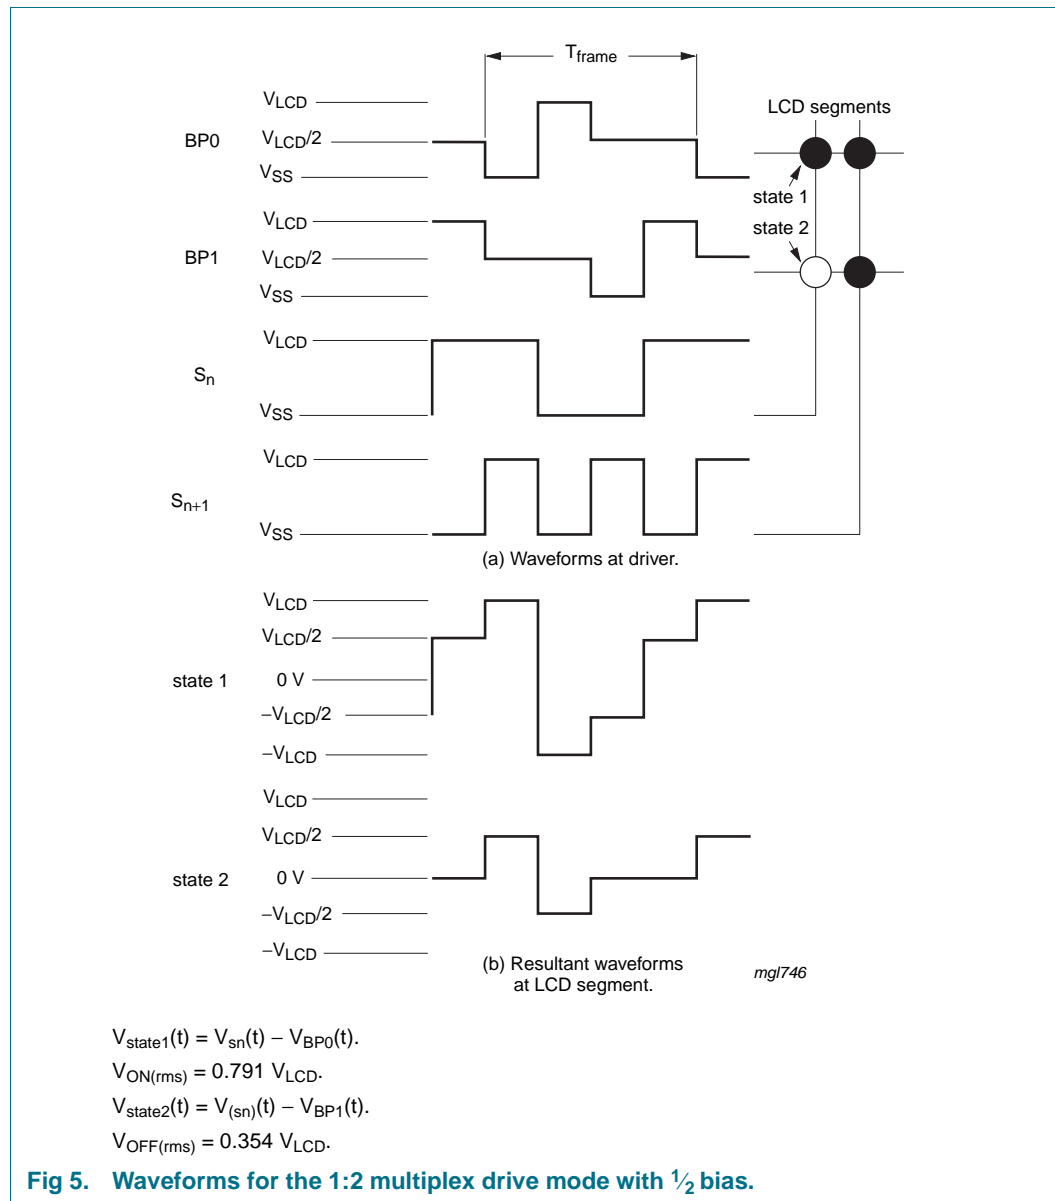 Tframe
VLCD
LCD segments
BP0
VLCD/2
VSS
state 1
state 2
VLCD
BP1
VLCD/2
VSS
VLCD
Sn
VSS
VLCD
Sn+1
VSS
(a) Waveforms at driver.
VLCD
VLCD/2
state 1
0 V
−VLCD/2
−VLCD
VLCD
VLCD/2
state 2
0 V
−VLCD/2
−VLCD
(b) Resultant waveforms
at LCD segment.
mgl746
Vstate1(t) = Vsn(t) − VBP0(t).
VON(rms) = 0.791 VLCD.
Vstate2(t) = V(sn)(t) − VBP1(t).
VOFF(rms) = 0.354 VLCD.
Fig 5. Waveforms for the 1:2 multiplex drive mode with 1⁄2 bias.